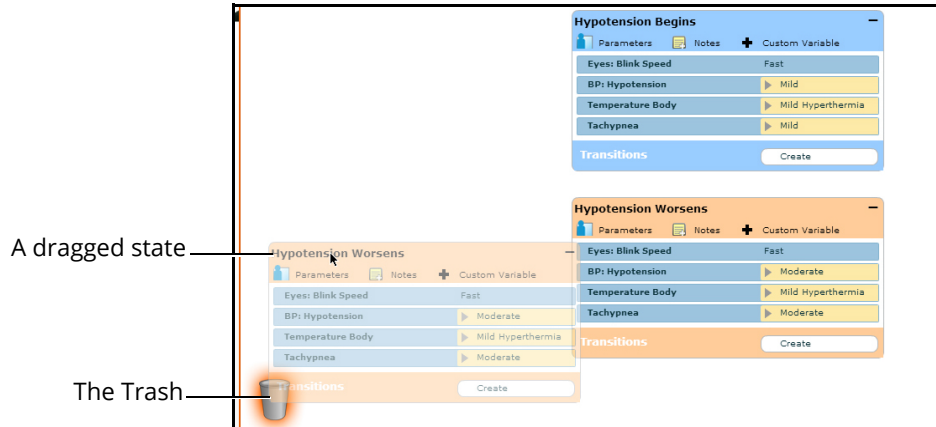 Hypotension Begins
Parameters Notes Custom Variable
Eyes: Blink Speed Fast
BP: Hypotension Mild
Temperature Body Mild Hyperthermia
Tachypnea Mild
Transitions Create
Hypotension Worsens
Parameters Notes Custom Variable
Eyes: Blink Speed Fast
BP: Hypotension Moderate
Temperature Body Mild Hyperthermia
Tachypnea Moderate
Transitions Create
A dragged state
Hypotension Worsens
Parameters Notes Custom Variable
Eyes: Blink Speed Fast
BP: Hypotension Moderate
Temperature Body Mild Hyperthermia
Tachypnea Moderate
Transitions Create
The Trash